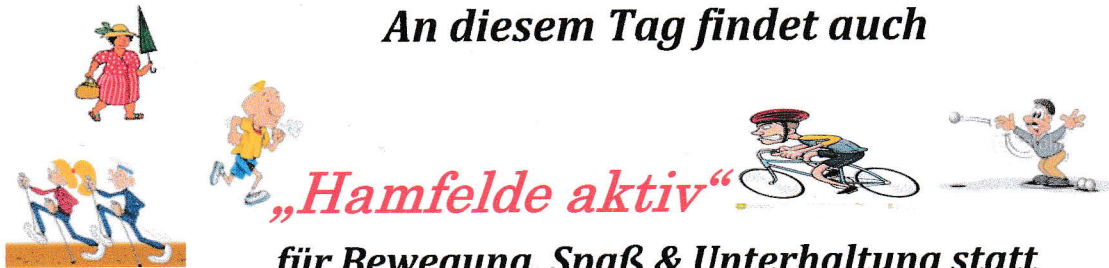 An diesem Tag findet auch
„Hamfelde aktiv“
für Bewegung, Spaß & Unterhaltung statt